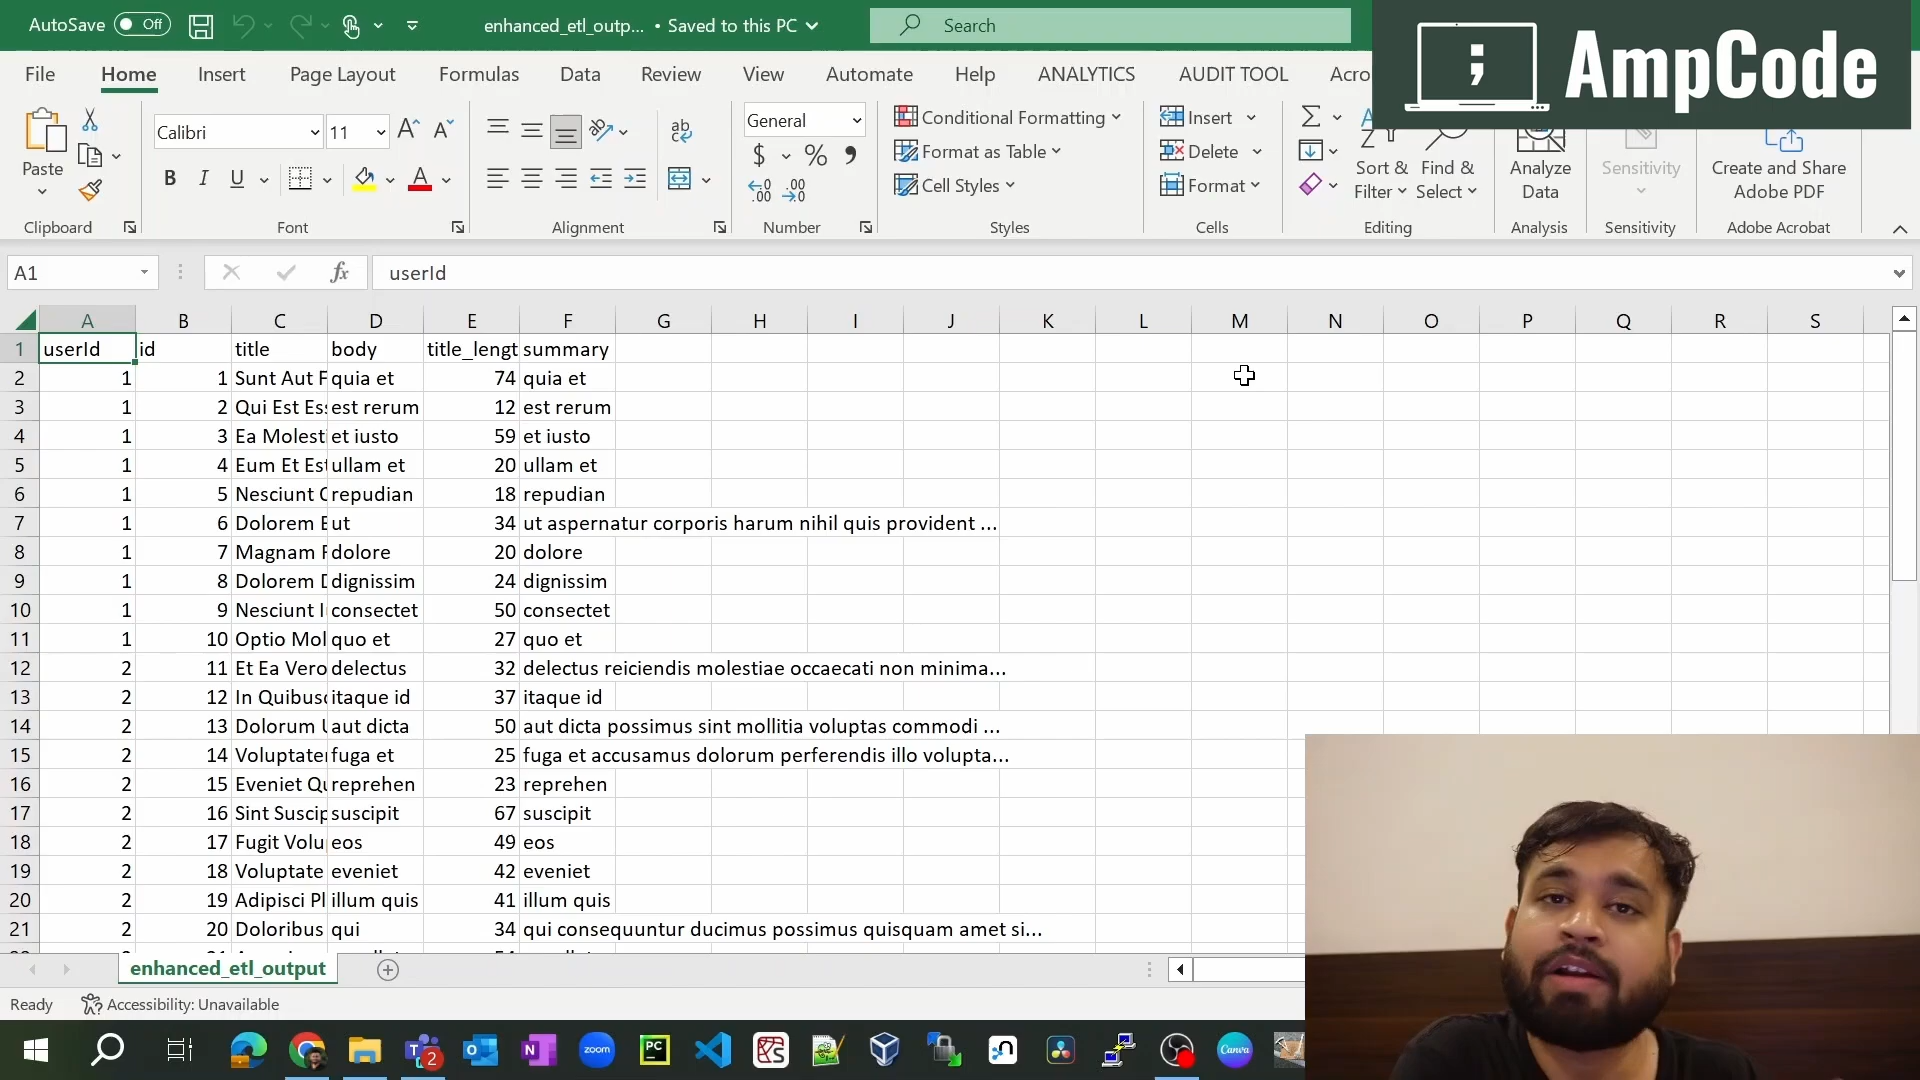 AutoSave Off enhanced_etl_outp... • Saved to this PC Search
; AmpCode
File Home Insert Page Layout Formulas Data Review View Automate Help ANALYTICS AUDIT TOOL Acro
Paste
Calibri 11
General
Conditional Formatting
Format as Table
Cell Styles
Insert
Delete
Format
Sort & Filter
Find & Select
Analyze Data
Sensitivity
Create and Share Adobe PDF
Clipboard Font Alignment Number Styles Cells Editing Analysis Sensitivity Adobe Acrobat
A1 fx userId
A B C D E F G H I J K L M N O P Q R S
1 userId id title body title_lengt summary
2 1 1 Sunt Aut F quia et 74 quia et
3 1 2 Qui Est Es est rerum 12 est rerum
4 1 3 Ea Molest et iusto 59 et iusto
5 1 4 Eum Et Est ullam et 20 ullam et
6 1 5 Nesciunt Q repudian 18 repudian
7 1 6 Dolorem E ut 34 ut aspernatur corporis harum nihil quis provident ...
8 1 7 Magnam F dolore 20 dolore
9 1 8 Dolorem D dignissim 24 dignissim
10 1 9 Nesciunt I consectet 50 consectet
11 1 10 Optio Mol quo et 27 quo et
12 2 11 Et Ea Vero delectus 32 delectus reiciendis molestiae occaecati non minima...
13 2 12 In Quibus itaque id 37 itaque id
14 2 13 Dolorum U aut dicta 50 aut dicta possimus sint mollitia voluptas commodi ...
15 2 14 Voluptate fuga et 25 fuga et accusamus dolorum perferendis illo volupta...
16 2 15 Eveniet Qu reprehen 23 reprehen
17 2 16 Sint Suscip suscipit 67 suscipit
18 2 17 Fugit Volu eos 49 eos
19 2 18 Voluptate eveniet 42 eveniet
20 2 19 Adipisci Pl illum quis 41 illum quis
21 2 20 Doloribus qui 34 qui consequuntur ducimus possimus quisquam amet si...
enhanced_etl_output
Ready Accessibility: Unavailable
2 zoom PC Canva